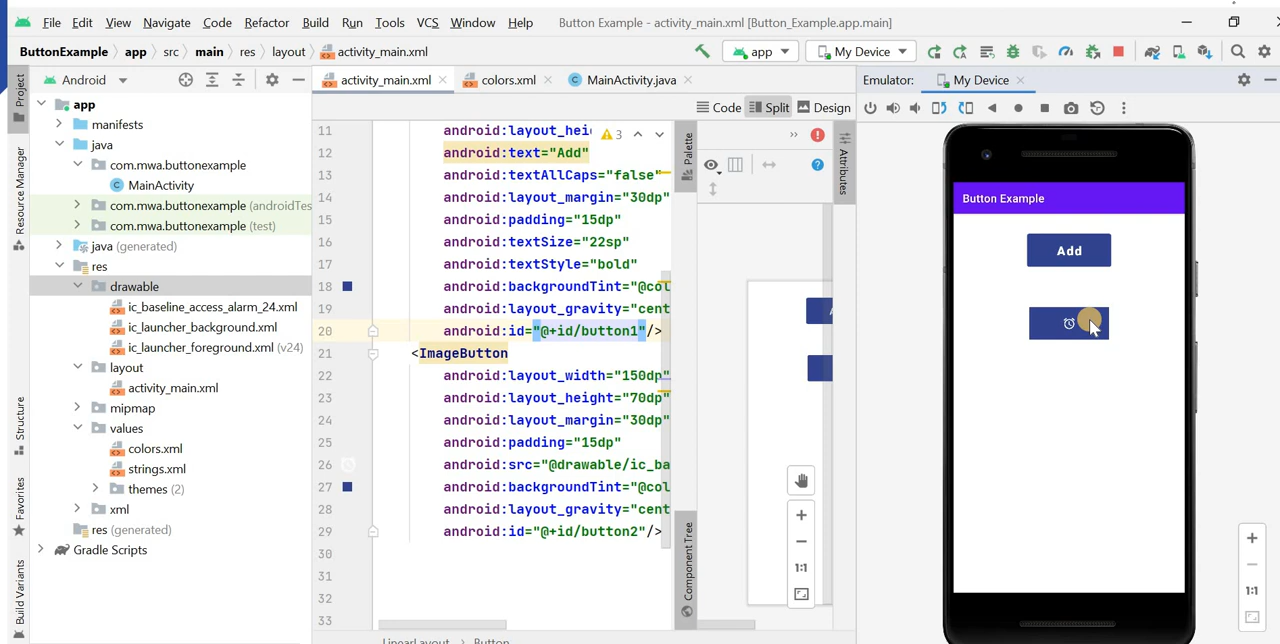 File Edit View Navigate Code Refactor Build Run Tools VCS Window Help Button Example - activity_main.xml [Button_Example.app.main]
ButtonExample app src main res layout activity_main.xml app My Device
Project Android activity_main.xml colors.xml MainActivity.java Emulator: My Device
Code Split Design
app
manifests
java
com.mwa.buttonexample
MainActivity
com.mwa.buttonexample (androidTes
com.mwa.buttonexample (test)
java (generated)
res
drawable
ic_baseline_access_alarm_24.xml
ic_launcher_background.xml
ic_launcher_foreground.xml (v24)
layout
activity_main.xml
mipmap
values
colors.xml
strings.xml
themes (2)
xml
res (generated)
Gradle Scripts
Resource Manager
Structure
Favorites
Build Variants
11 android:layout_hei 3
12 android:text="Add"
13 android:textAllCaps="false"
14 android:layout_margin="30dp"
15 android:padding="15dp"
16 android:textSize="22sp"
17 android:textStyle="bold"
18 android:backgroundTint="@col
19 android:layout_gravity="cent
20 android:id="@+id/button1"/>
21 <ImageButton
22 android:layout_width="150dp"
23 android:layout_height="70dp"
24 android:layout_margin="30dp"
25 android:padding="15dp"
26 android:src="@drawable/ic_ba
27 android:backgroundTint="@col
28 android:layout_gravity="cent
29 android:id="@+id/button2"/>
30
31
32
33
LinearLayout Button
Palette
Component Tree
Attributes
1:1
Button Example
Add
1:1